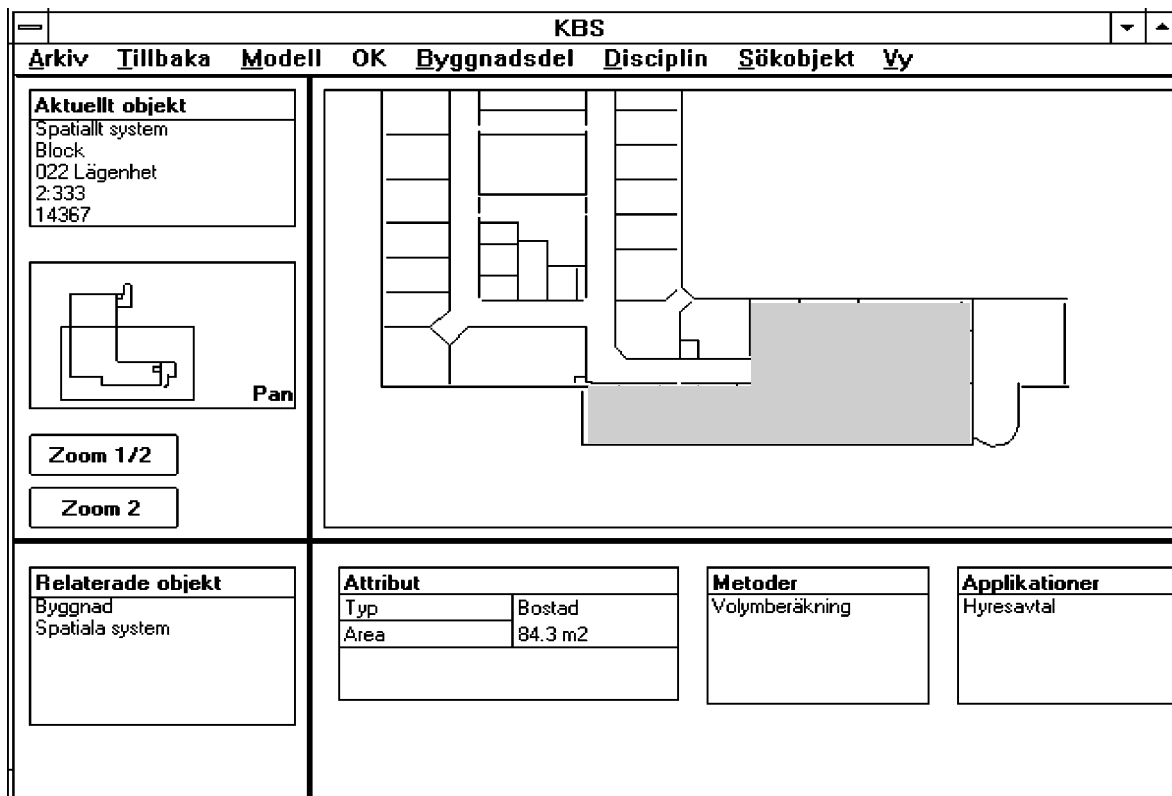 KBS
Arkiv Tillbaka Modell OK Byggnadsdel Disciplin Sökobjekt Vy
Aktuellt objekt
Spatiallt system
Block
022 Lägenhet
2:333
14367
Pan
Zoom 1/2
Zoom 2
Relaterade objekt
Byggnad
Spatiala system
Attribut
Typ Bostad
Area 84.3 m2
Metoder
Volymberäkning
Applikationer
Hyresavtal